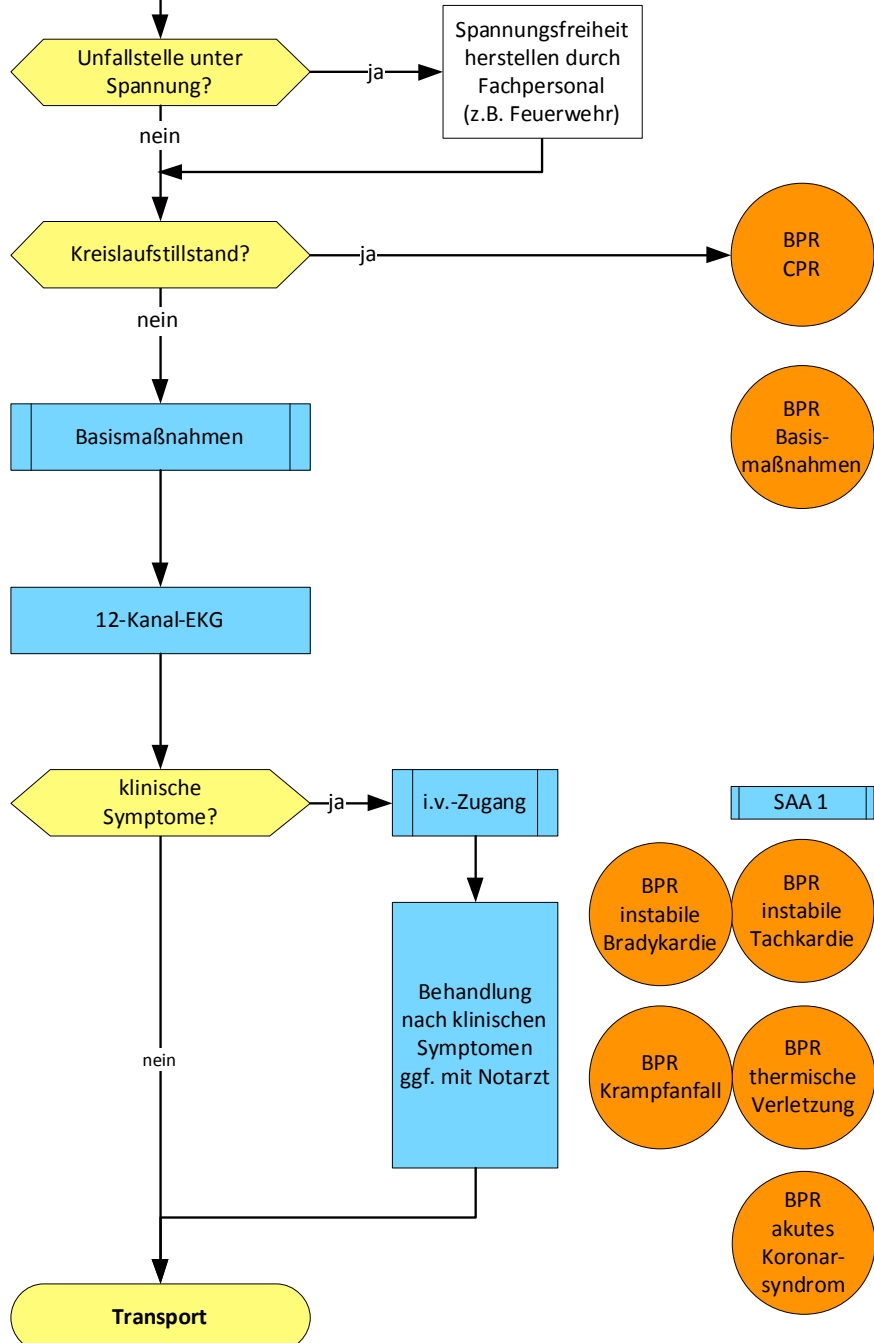 Unfallstelle unter
Spannung?
ja
Spannungsfreiheit
herstellen durch
Fachpersonal
(z.B. Feuerwehr)
nein
Kreislaufstillstand?
ja
BPR
CPR
nein
Basismaßnahmen
BPR
Basis-
maßnahmen
12-Kanal-EKG
klinische
Symptome?
ja
i.v.-Zugang
SAA 1
BPR
instabile
Bradykardie
BPR
instabile
Tachkardie
Behandlung
nach klinischen
Symptomen
ggf. mit Notarzt
nein
BPR
Krampfanfall
BPR
thermische
Verletzung
BPR
akutes
Koronar-
syndrom
Transport